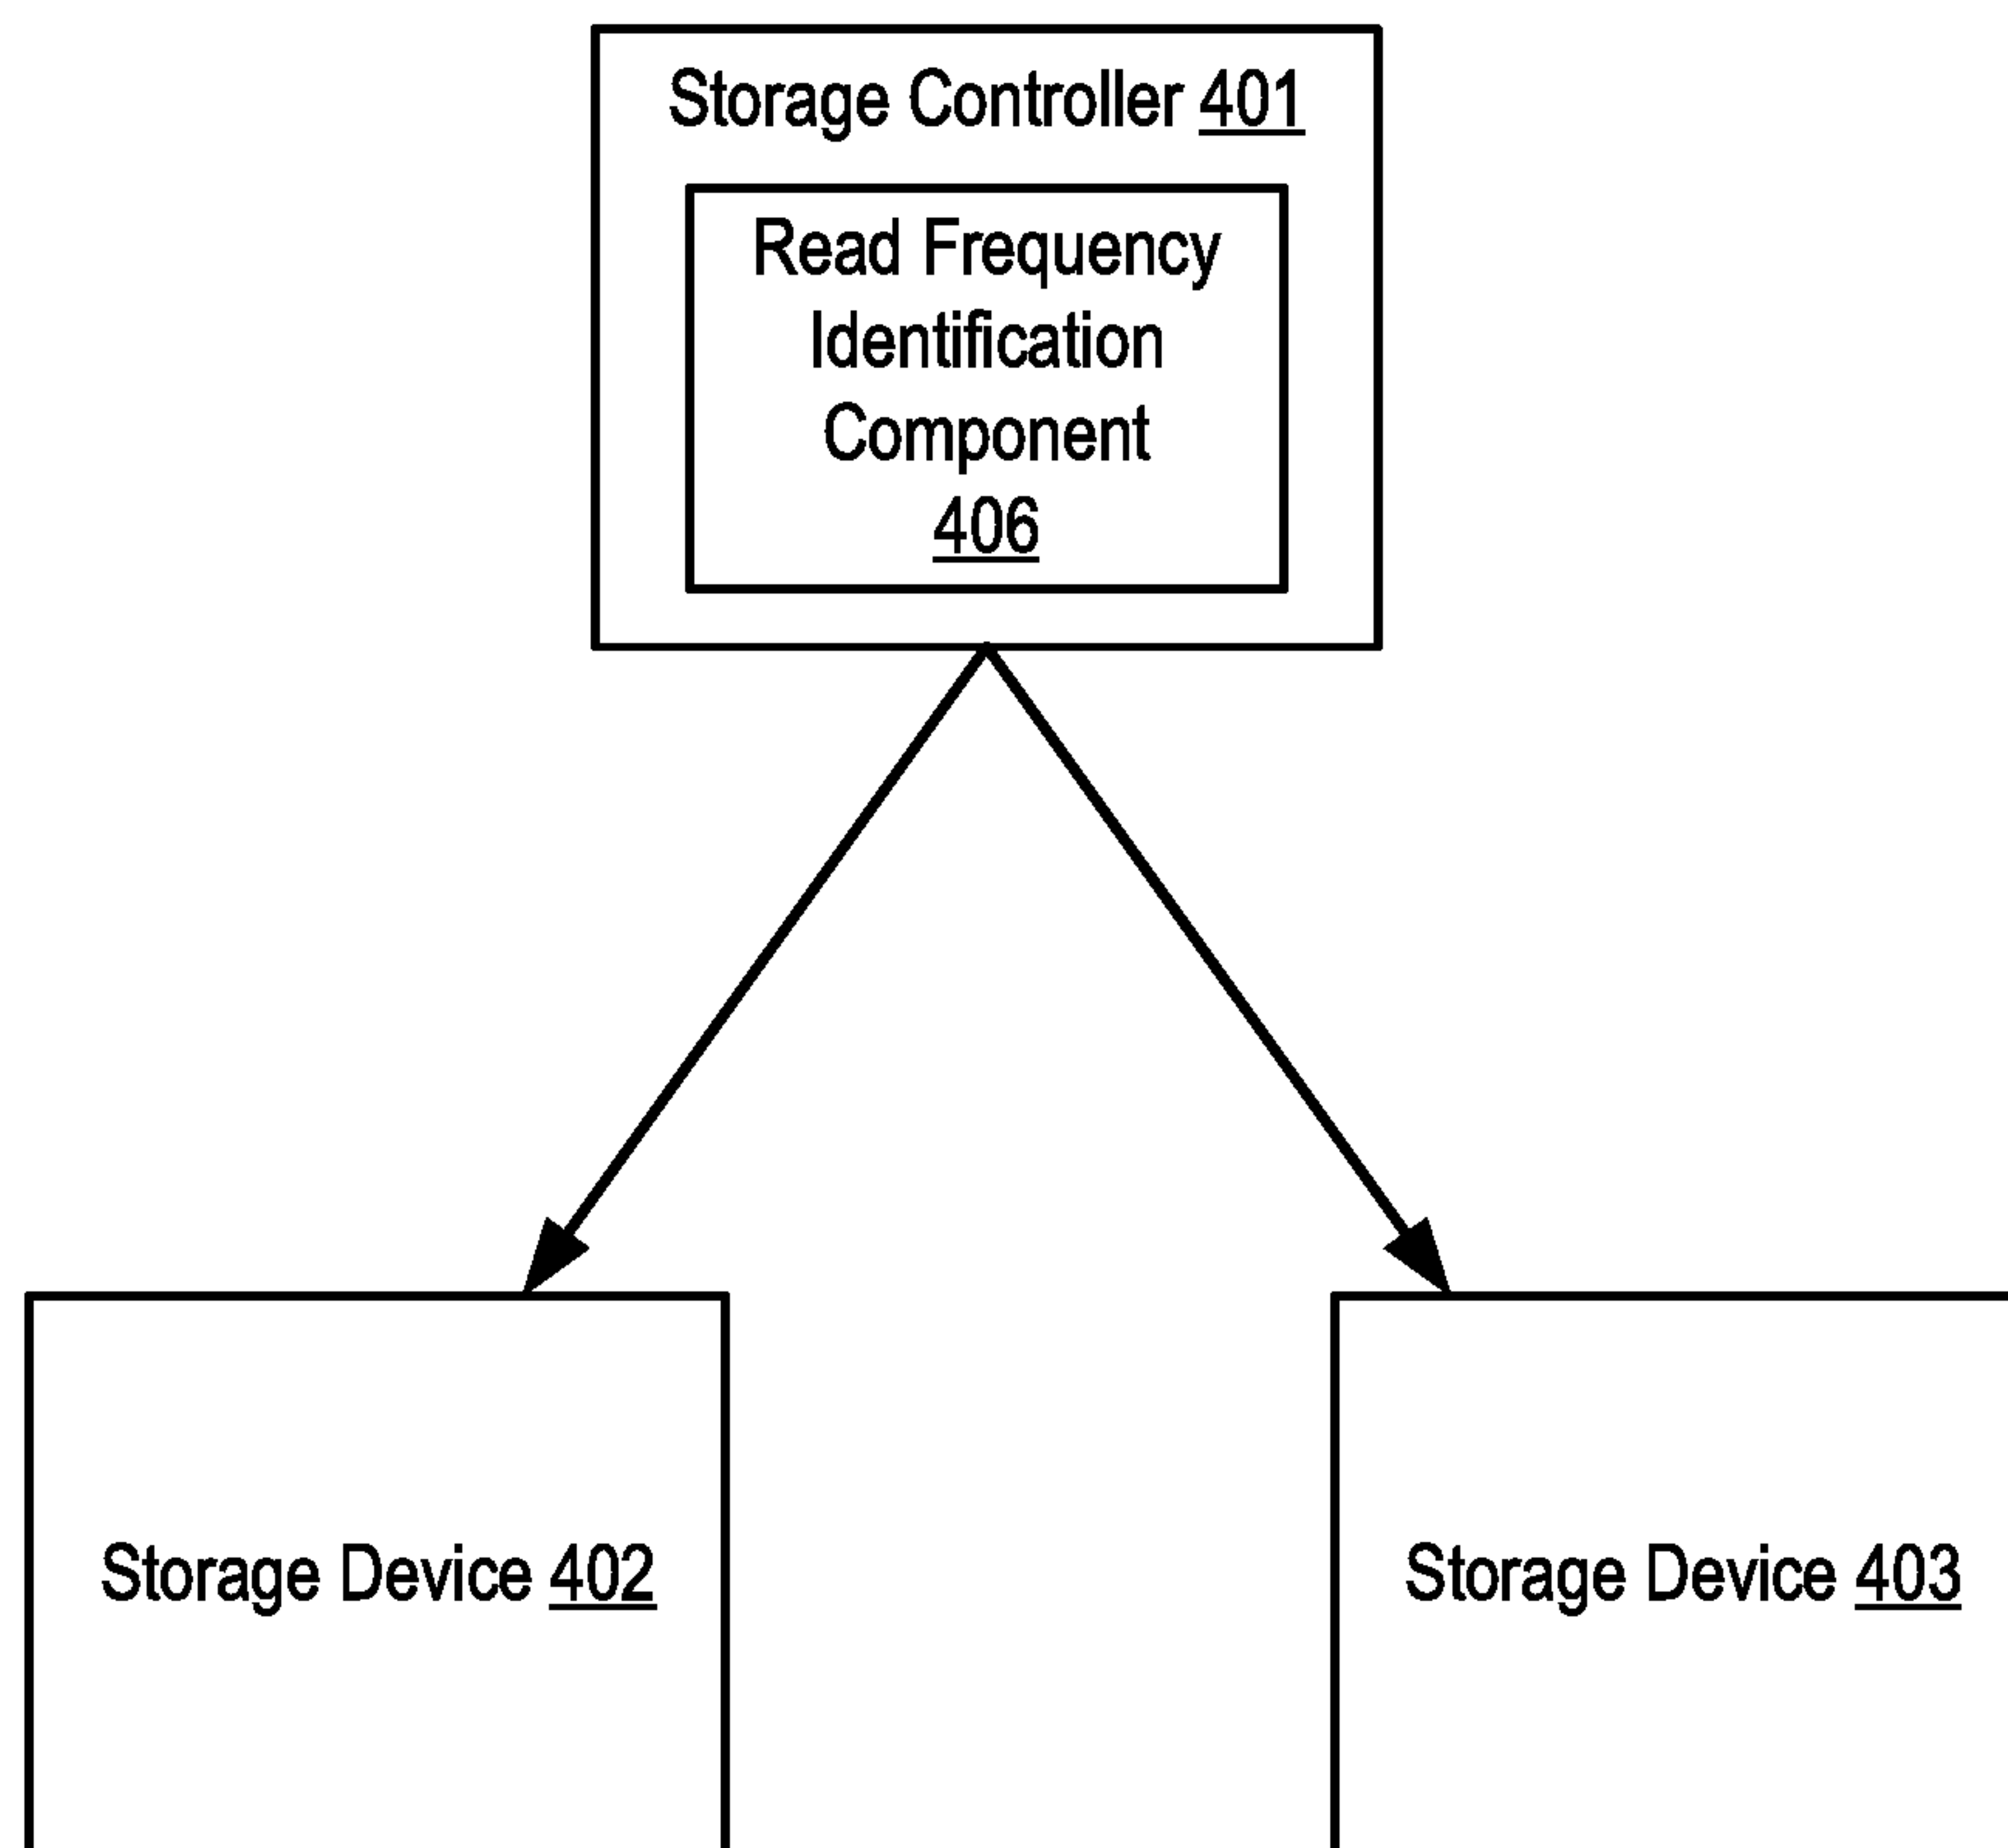 Storage Controller 401
Read Frequency
Identification
Component
406
Storage Device 402
Storage Device 403